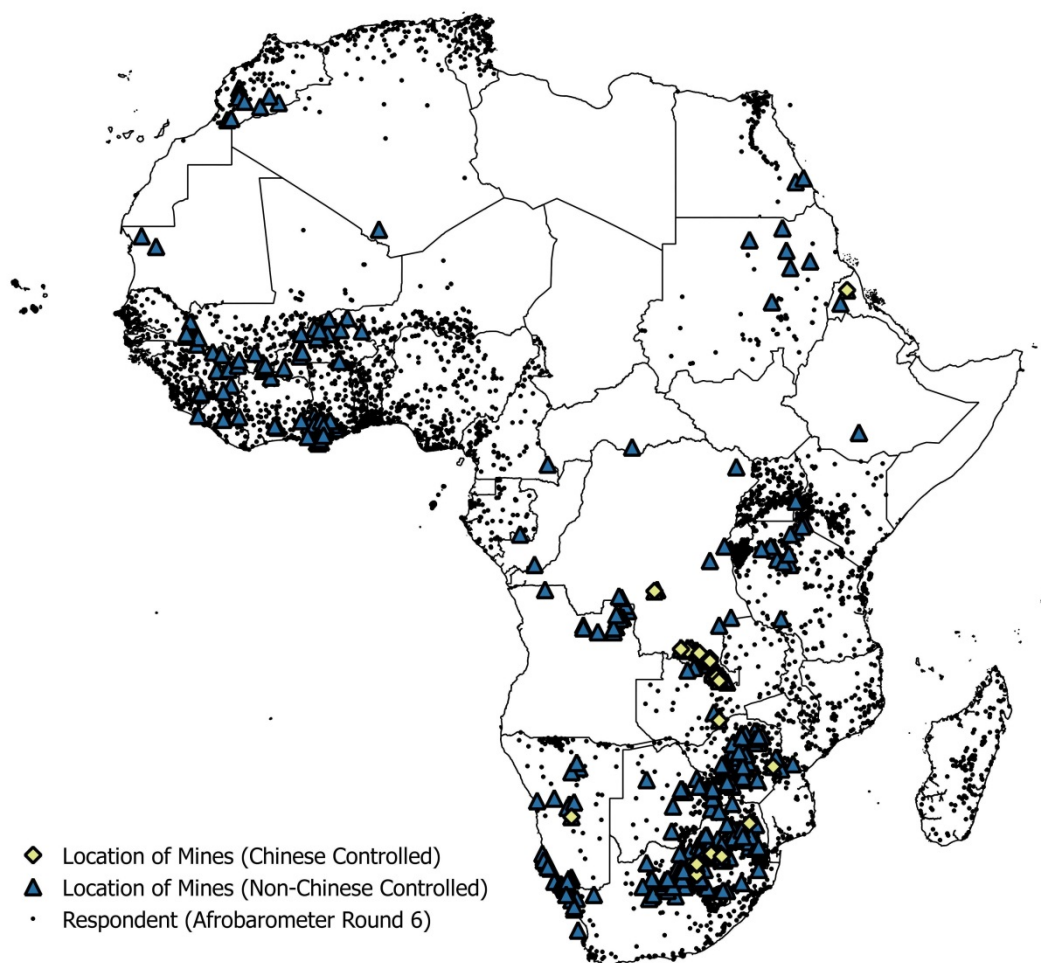 Location of Mines (Chinese Controlled)
Location of Mines (Non-Chinese Controlled)
Respondent (Afrobarometer Round 6)